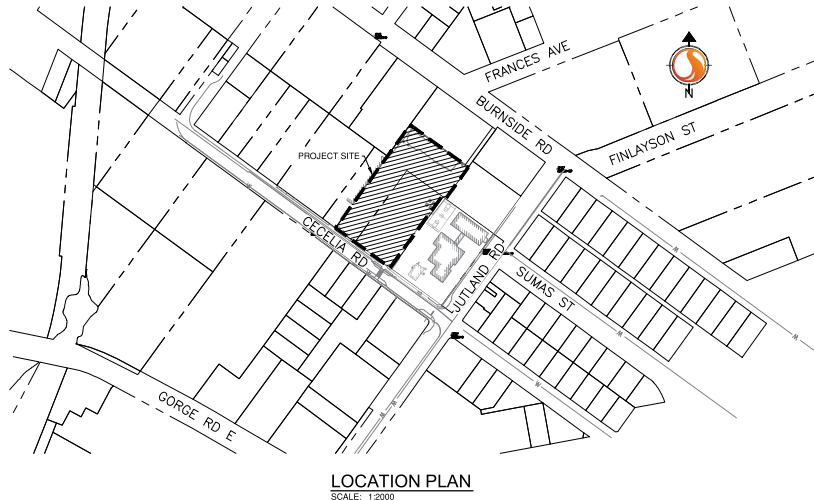 FRANCES AVE
BURNSIDE RD
N
FINLAYSON ST
PROJECT SITE
CECELIA RD
JUTLAND RD
SUMAS ST
W
W
W
W
W
GORGE RD E
LOCATION PLAN
SCALE: 1:2000